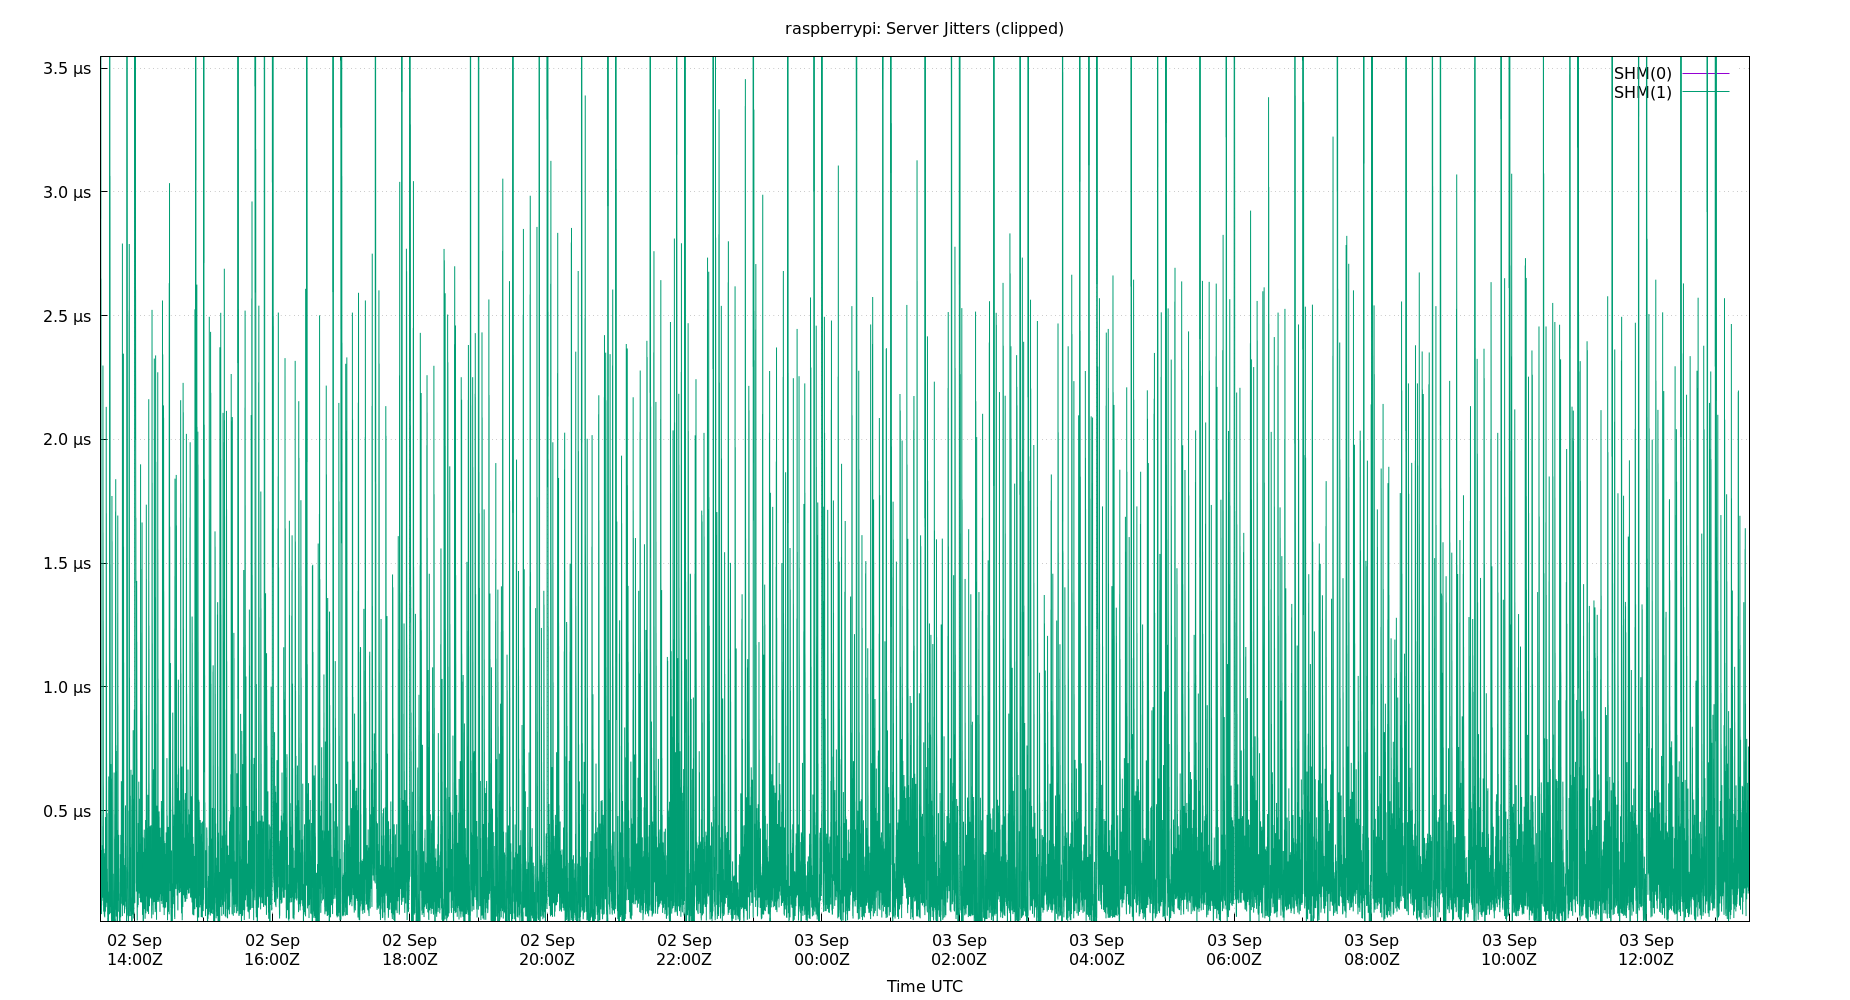 raspberrypi: Server Jitters (clipped)
3.5 µs
3.0 µs
2.5 µs
2.0 µs
1.5 µs
1.0 µs
0.5 µs
SHM(0)
SHM(1)
02 Sep
14:00Z
02 Sep
16:00Z
02 Sep
18:00Z
02 Sep
20:00Z
02 Sep
22:00Z
03 Sep
00:00Z
03 Sep
02:00Z
03 Sep
04:00Z
03 Sep
06:00Z
03 Sep
08:00Z
03 Sep
10:00Z
03 Sep
12:00Z
Time UTC